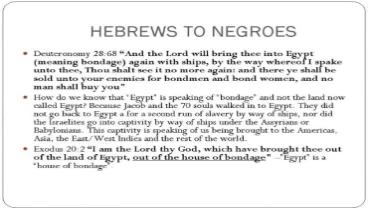 HEBREWS TO NEGROES
Deuteronomy 28:68 “And the Lord will bring thee into Egypt
(meaning bondage) again with ships, by the way whereof I spake
unto thee, Thou shalt see it no more again: and there ye shall be
sold unto your enemies for bondmen and bond women, and no
man shall buy you”
How do we know that “Egypt” is speaking of “bondage” and not the land now
called Egypt? Because Jacob and the 70 souls walked in to Egypt. They did
not go back to Egypt a for a second run of slavery by way of ships, nor did
the Israelites go into captivity by way of ships under the Assyrians or
Babylonians. This captivity is speaking of us being brought to the Americas,
Asia, the East/West Indies and the rest of the world.
Exodus 20:2 “I am the Lord thy God, which have brought thee out
of the land of Egypt, out of the house of bondage” – “Egypt” is a
“house of bondage”